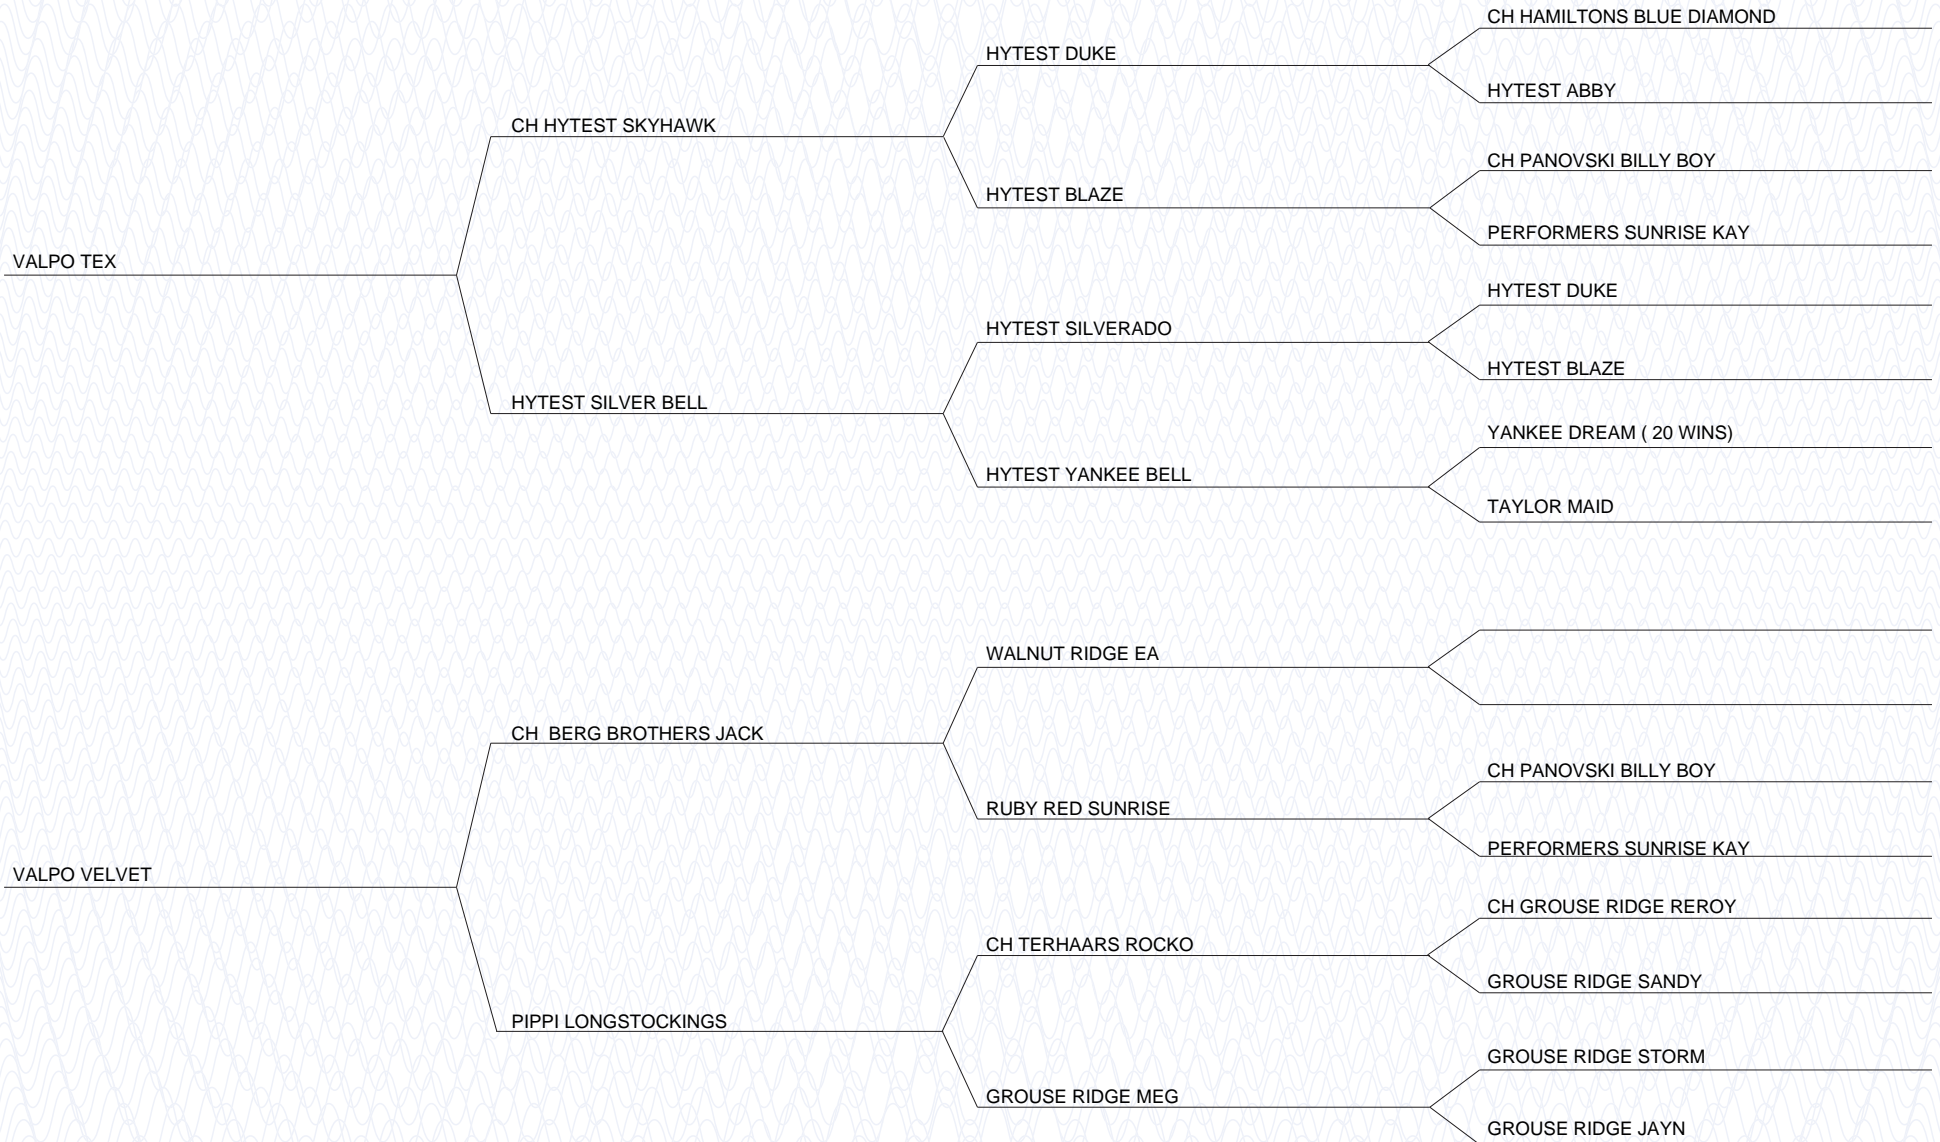 CH HAMILTONS BLUE DIAMOND
HYTEST DUKE
HYTEST ABBY
CH HYTEST SKYHAWK
CH PANOVSKI BILLY BOY
HYTEST BLAZE
PERFORMERS SUNRISE KAY
VALPO TEX
HYTEST DUKE
HYTEST SILVERADO
HYTEST BLAZE
HYTEST SILVER BELL
YANKEE DREAM ( 20 WINS)
HYTEST YANKEE BELL
TAYLOR MAID
WALNUT RIDGE EA
CH  BERG BROTHERS JACK
CH PANOVSKI BILLY BOY
RUBY RED SUNRISE
PERFORMERS SUNRISE KAY
VALPO VELVET
CH GROUSE RIDGE REROY
CH TERHAARS ROCKO
GROUSE RIDGE SANDY
PIPPI LONGSTOCKINGS
GROUSE RIDGE STORM
GROUSE RIDGE MEG
GROUSE RIDGE JAYN